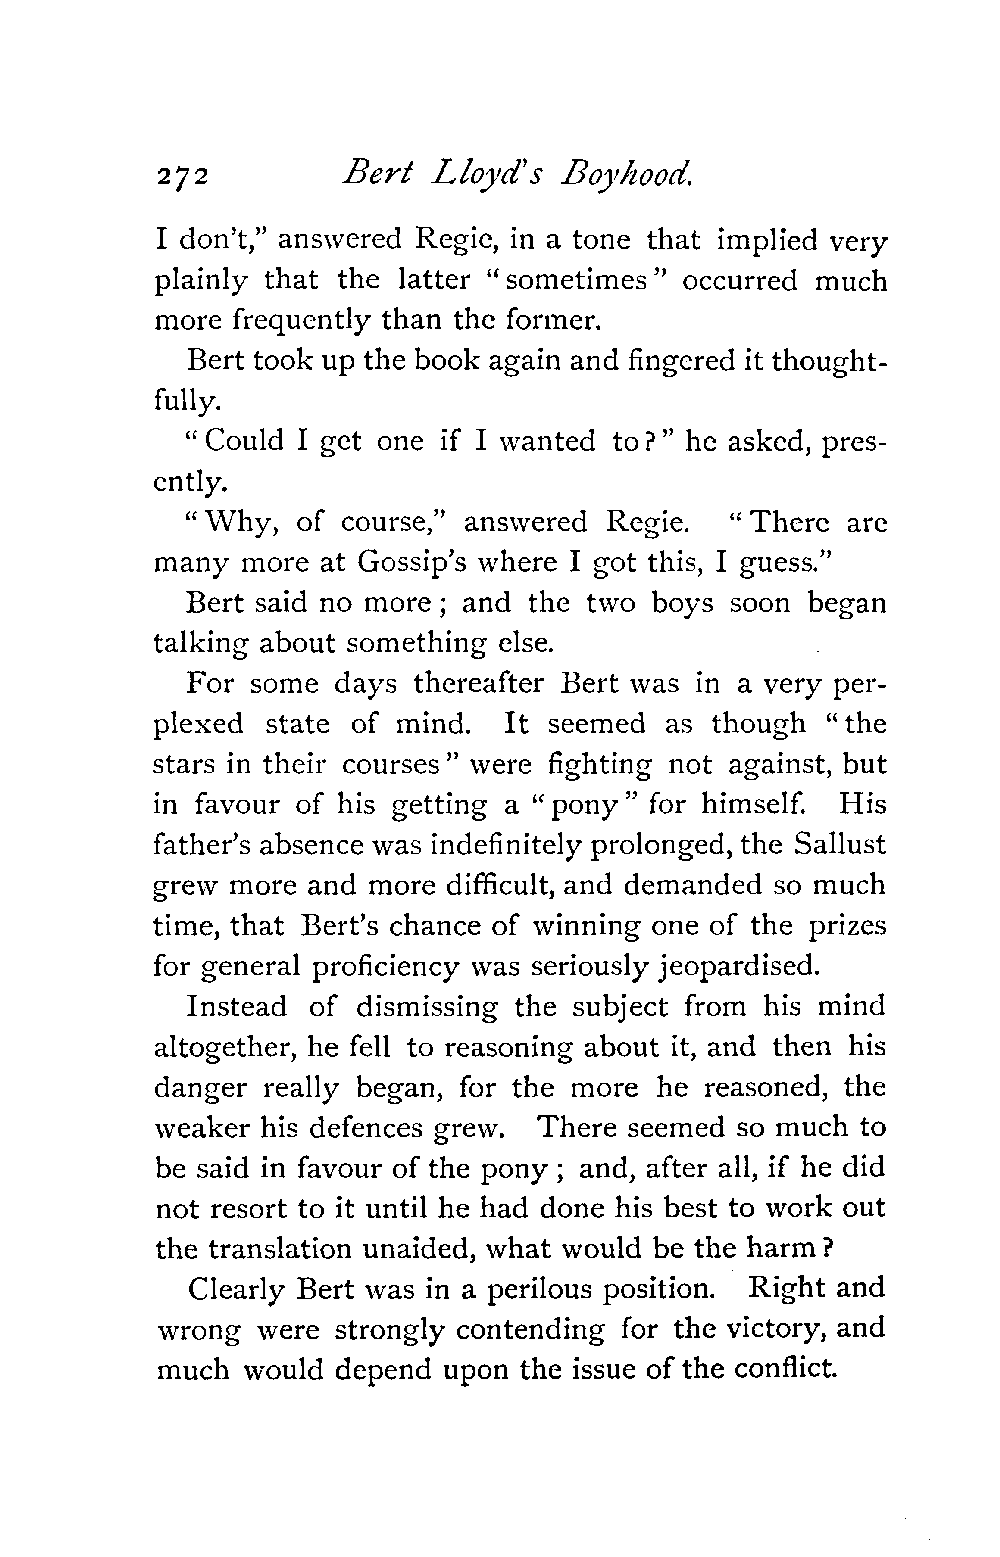 272 Bert Lloyd's Boyhood.
I don't," answered Regie, in a tone that implied very
plainly that the latter "sometimes" occurred much
more frequently than the former.
Bert took up the book again and fingered it thought-
fully.
"Could I get one if I wanted to?" he asked, pres-
ently.
"Why, of course," answered Regie. "There are
many more at Gossip's where I got this, I guess."
Bert said no more; and the two boys soon began
talking about something else.
For some days thereafter Bert was in a very per-
plexed state of mind. It seemed as though "the
stars in their courses" were fighting not against, but
in favour of his getting a "pony" for himself. His
father's absence was indefinitely prolonged, the Sallust
grew more and more difficult, and demanded so much
time, that Bert's chance of winning one of the prizes
for general proficiency was seriously jeopardised.
Instead of dismissing the subject from his mind
altogether, he fell to reasoning about it, and then his
danger really began, for the more he reasoned, the
weaker his defences grew. There seemed so much to
be said in favour of the pony; and, after all, if he did
not resort to it until he had done his best to work out
the translation unaided, what would be the harm?
Clearly Bert was in a perilous position. Right and
wrong were strongly contending for the victory, and
much would depend upon the issue of the conflict.